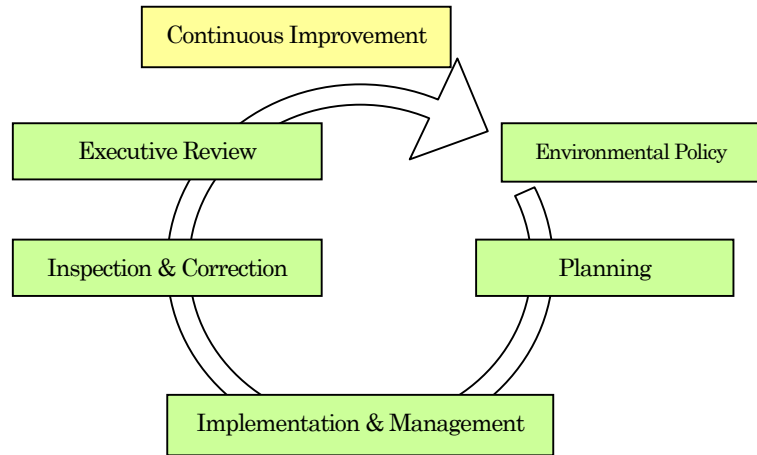 Continuous Improvement
Executive Review
Environmental Policy
Inspection & Correction
Planning
Implementation & Management